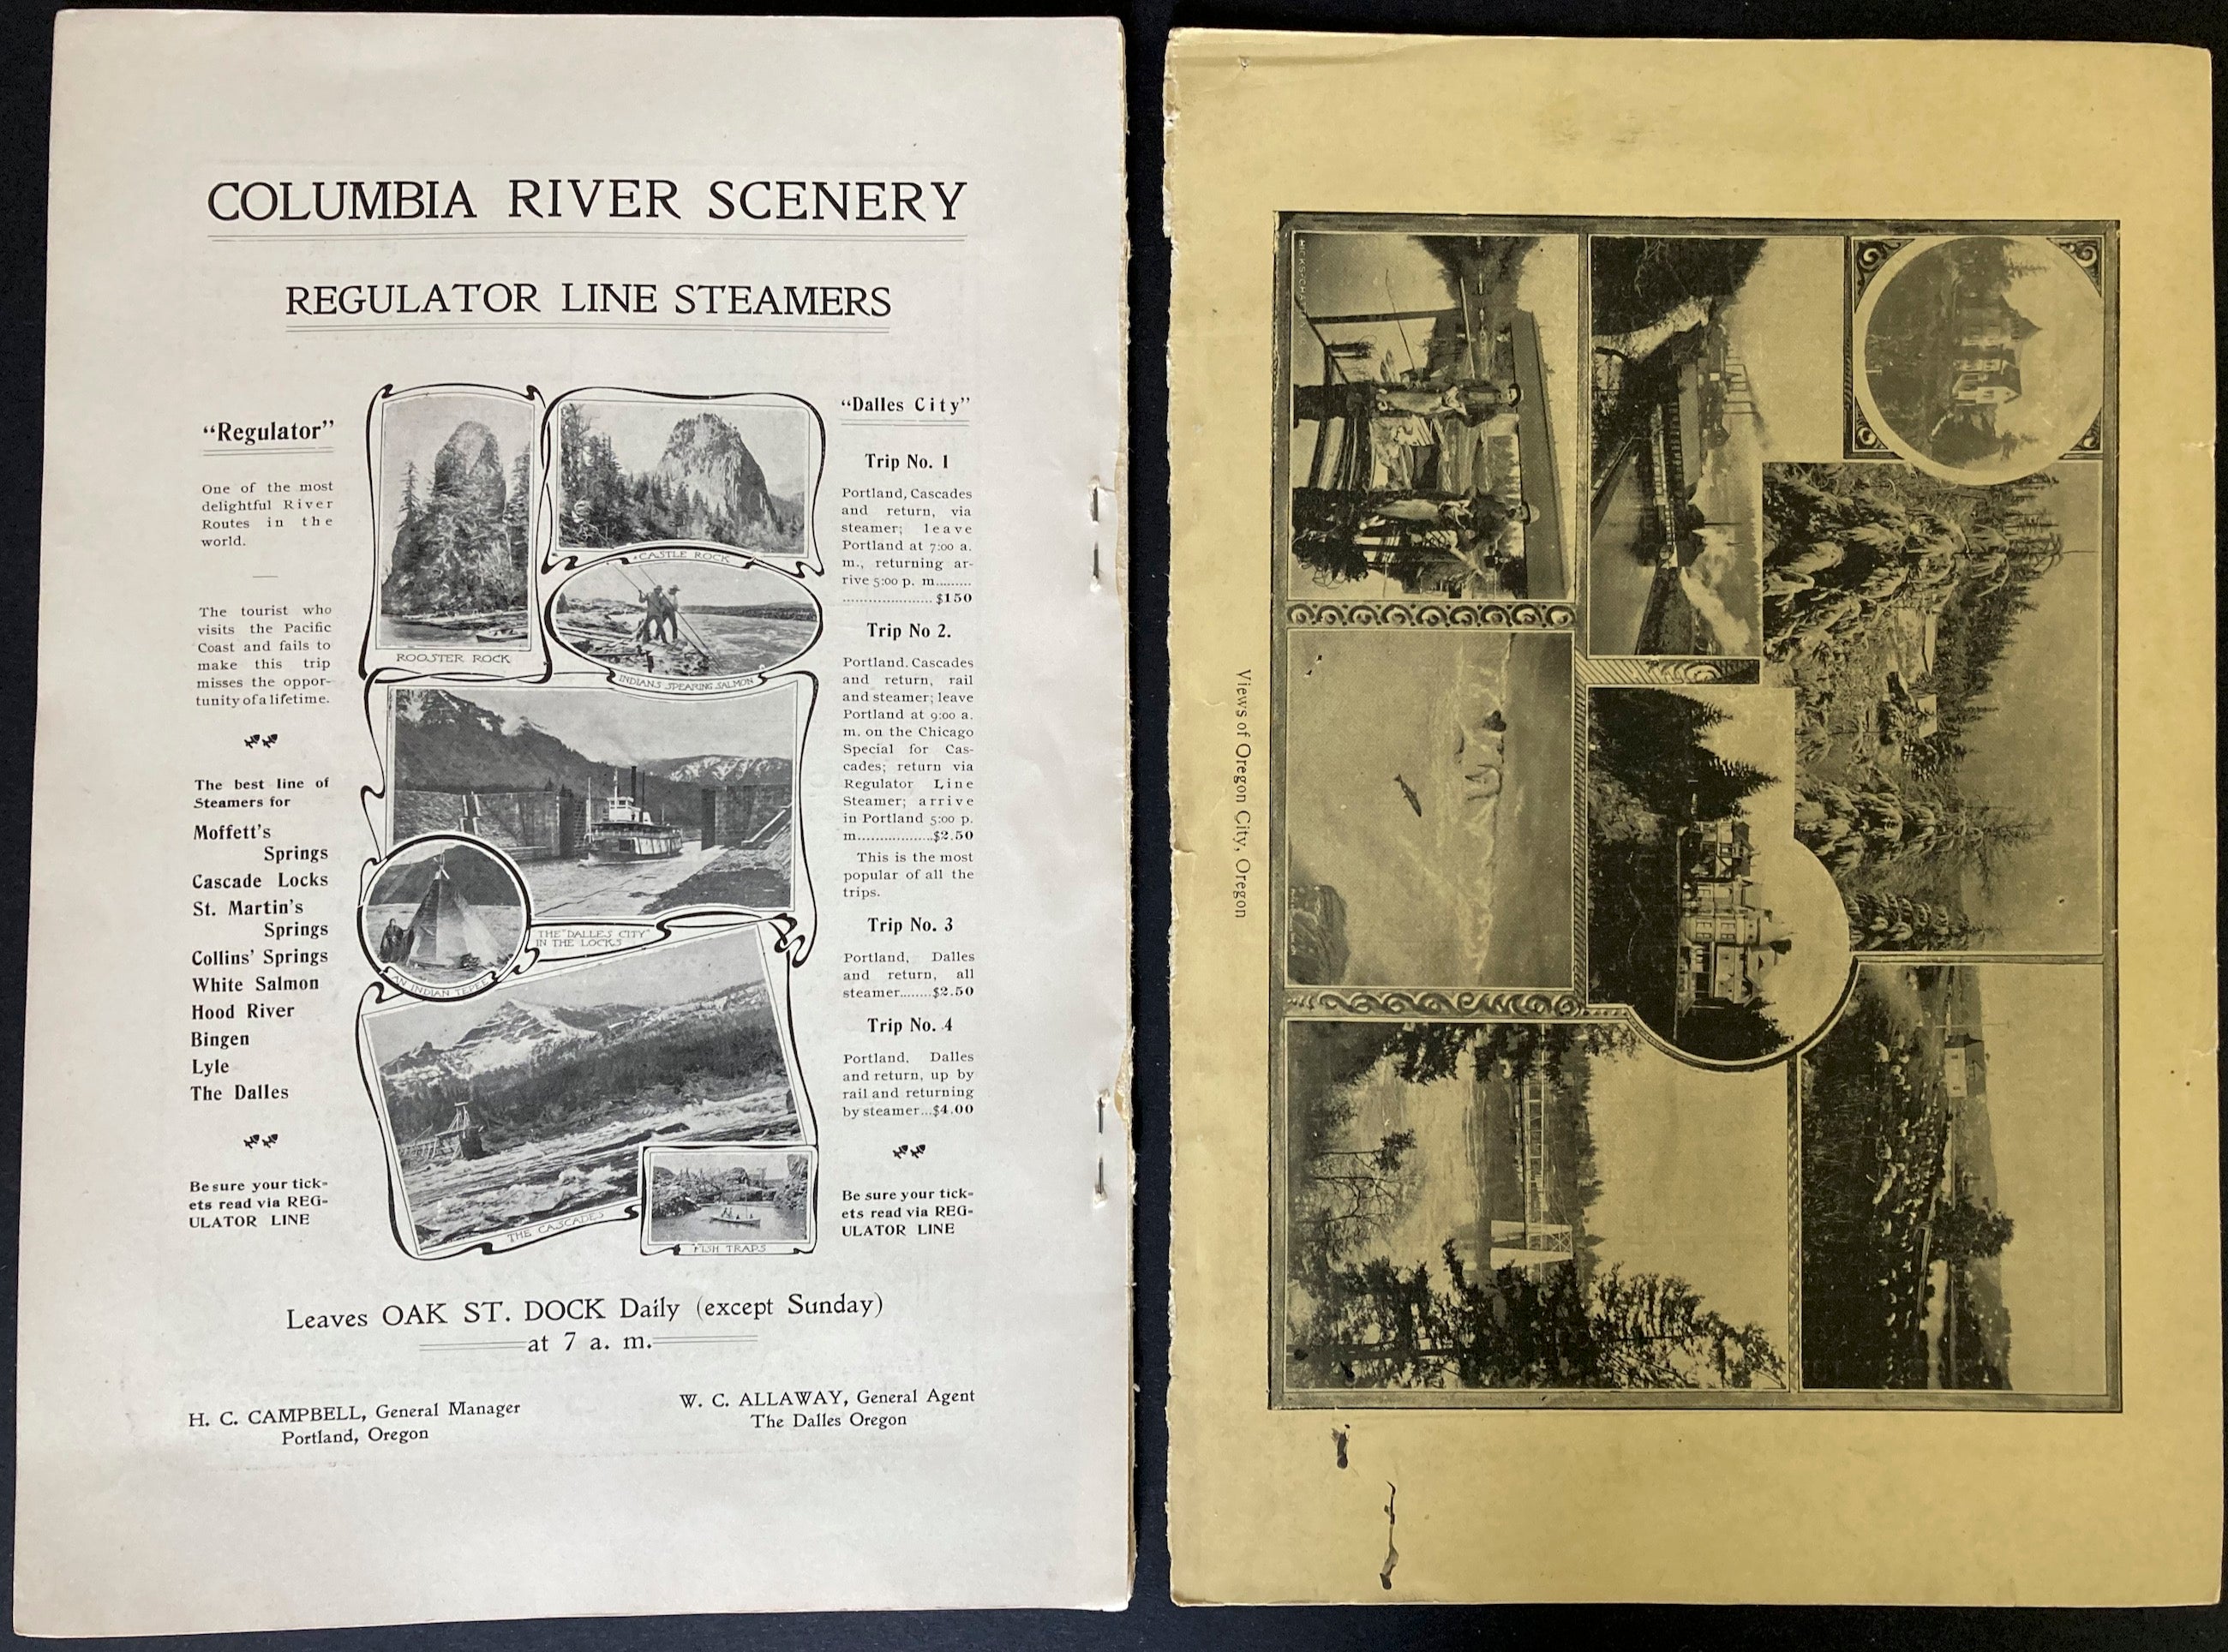 COLUMBIA RIVER SCENERY
REGULATOR LINE STEAMERS
“Regulator”
One of the most
delightful River
Routes in the
world.
The tourist who
visits the Pacific
Coast and fails to
make this trip
misses the oppor-
tunity of a lifetime.
The best line of
Steamers for
Moffett's
Springs
Cascade Locks
St. Martin's
Springs
Collins' Springs
White Salmon
Hood River
Bingen
Lyle
The Dalles
Be sure your tick-
ets read via REG-
ULATOR LINE
ROOSTER ROCK
CASTLE ROCK
INDIANS SPEARING SALMON
THE "DALLES CITY"
IN THE LOCKS
AN INDIAN TEPEE
THE CASCADES
FISH TRAPS
“Dalles City”
Trip No. 1
Portland, Cascades
and return, via
steamer; leave
Portland at 7:00 a.
m., returning ar-
rive 5:00 p. m.........
......................$150
Trip No 2.
Portland. Cascades
and return, rail
and steamer; leave
Portland at 9:00 a.
m. on the Chicago
Special for Cas-
cades; return via
Regulator Line
Steamer; arrive
in Portland 5:00 p.
m..................$2.50
This is the most
popular of all the
trips.
Trip No. 3
Portland, Dalles
and return, all
steamer........$2.50
Trip No. 4
Portland. Dalles
and return, up by
rail and returning
by steamer...$4.00
Be sure your tick-
ets read via REG-
ULATOR LINE
Leaves OAK ST. DOCK Daily (except Sunday)
at 7 a. m.
H. C. CAMPBELL, General Manager
Portland, Oregon
W. C. ALLAWAY, General Agent
The Dalles Oregon
Views of Oregon City, Oregon